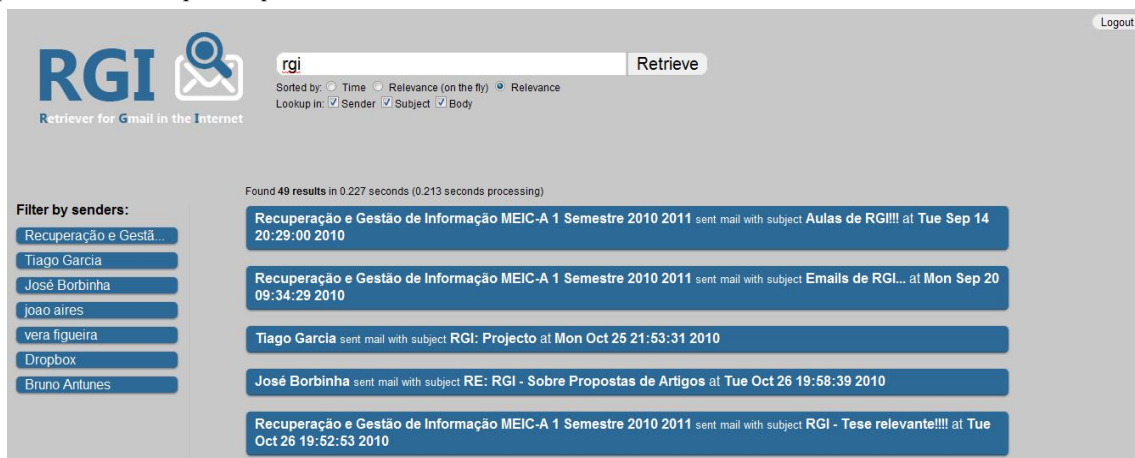 Logout
RGI
Retriever for Gmail in the Internet
rgi
Retrieve
Sorted by: Time Relevance (on the fly) Relevance
Lookup in: Sender Subject Body
Found 49 results in 0.227 seconds (0.213 seconds processing)
Filter by senders:
Recuperação e Gestã...
Tiago Garcia
José Borbinha
joao aires
vera figueira
Dropbox
Bruno Antunes
Recuperação e Gestão de Informação MEIC-A 1 Semestre 2010 2011 sent mail with subject Aulas de RGI!!! at Tue Sep 14
20:29:00 2010
Recuperação e Gestão de Informação MEIC-A 1 Semestre 2010 2011 sent mail with subject Emails de RGI... at Mon Sep 20
09:34:29 2010
Tiago Garcia sent mail with subject RGI: Projecto at Mon Oct 25 21:53:31 2010
José Borbinha sent mail with subject RE: RGI - Sobre Propostas de Artigos at Tue Oct 26 19:58:39 2010
Recuperação e Gestão de Informação MEIC-A 1 Semestre 2010 2011 sent mail with subject RGI - Tese relevante!!!! at Tue
Oct 26 19:52:53 2010